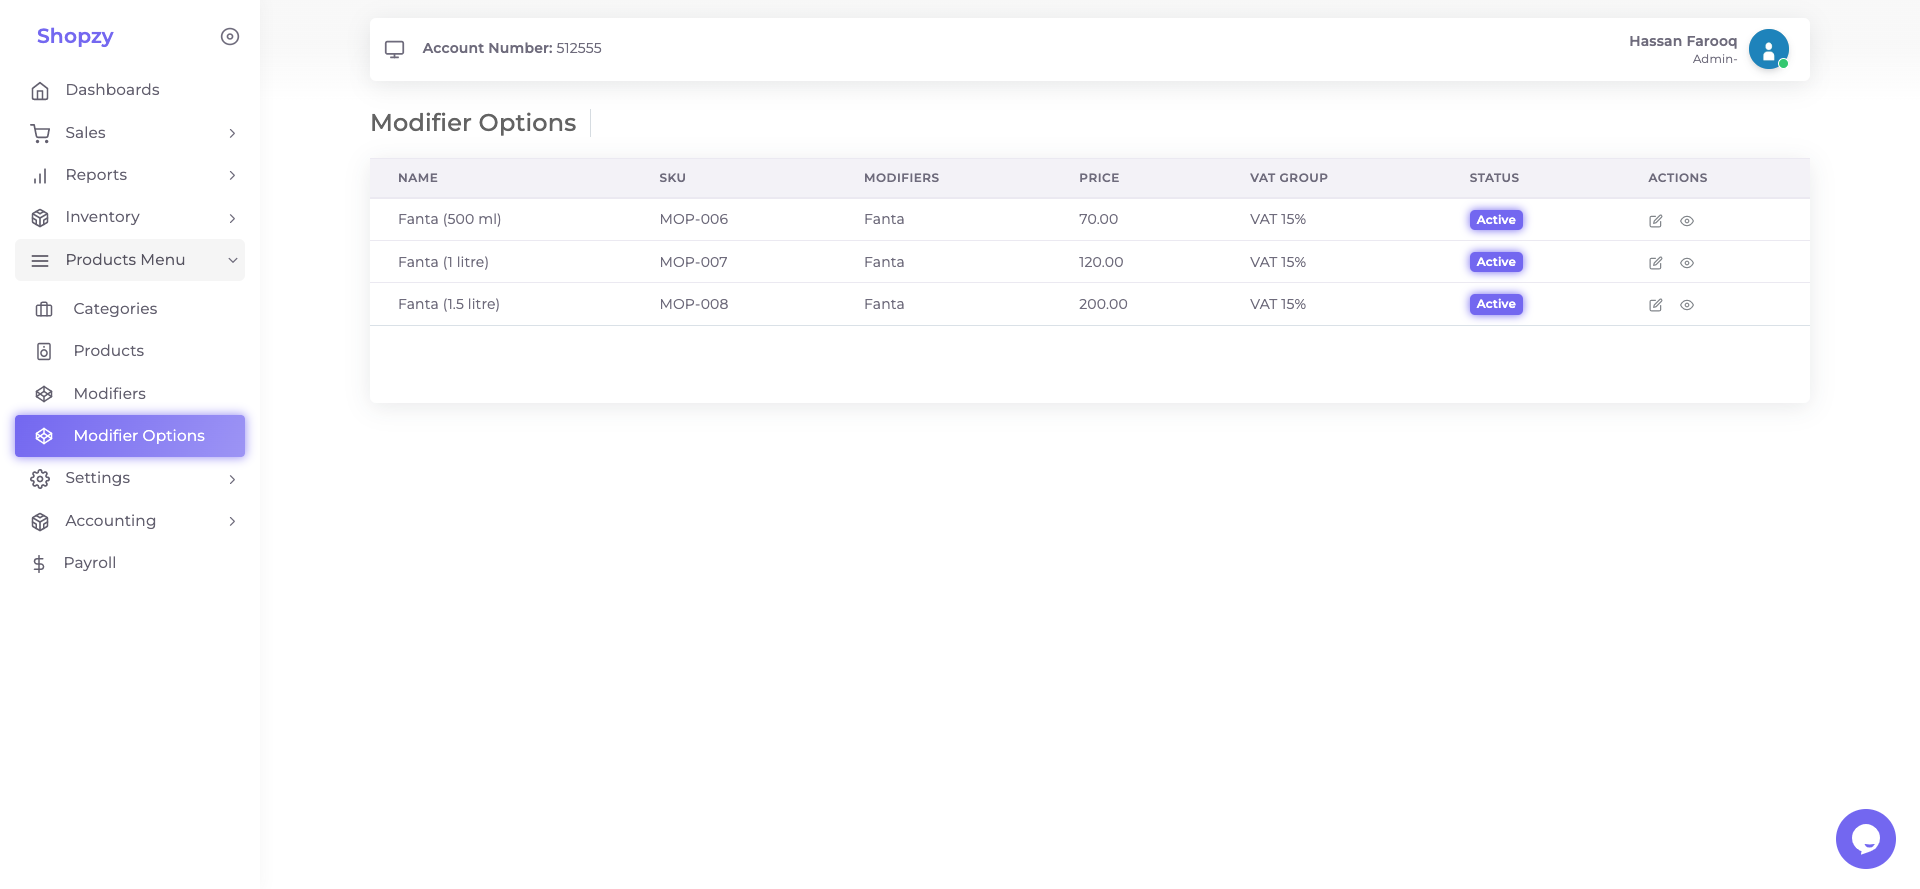 Shopzy
Dashboards
Sales
Reports
Inventory
Products Menu
Categories
Products
Modifiers
Modifier Options
Settings
Accounting
Payroll
Account Number: 512555
Hassan Farooq
Admin-
Modifier Options
NAME SKU MODIFIERS PRICE VAT GROUP STATUS ACTIONS
Fanta (500 ml) MOP-006 Fanta 70.00 VAT 15% Active
Fanta (1 litre) MOP-007 Fanta 120.00 VAT 15% Active
Fanta (1.5 litre) MOP-008 Fanta 200.00 VAT 15% Active